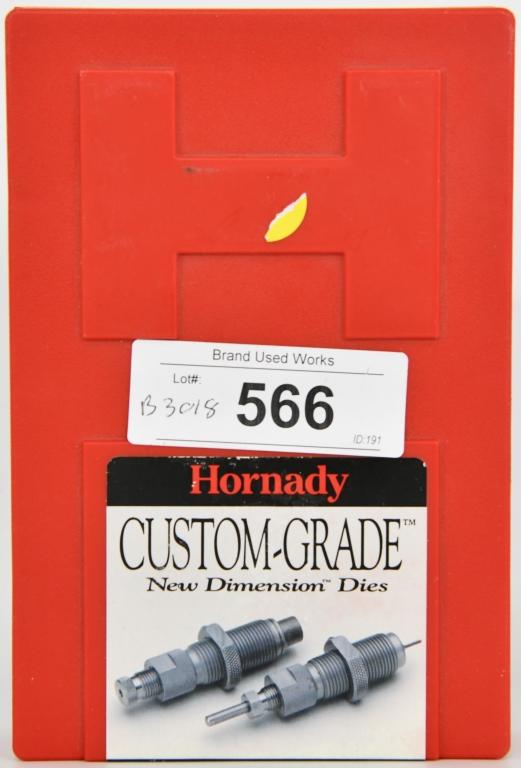 H
Brand Used Works
Lot#:
B3018 566
ID:191
Hornady
CUSTOM-GRADE™
New Dimension™ Dies